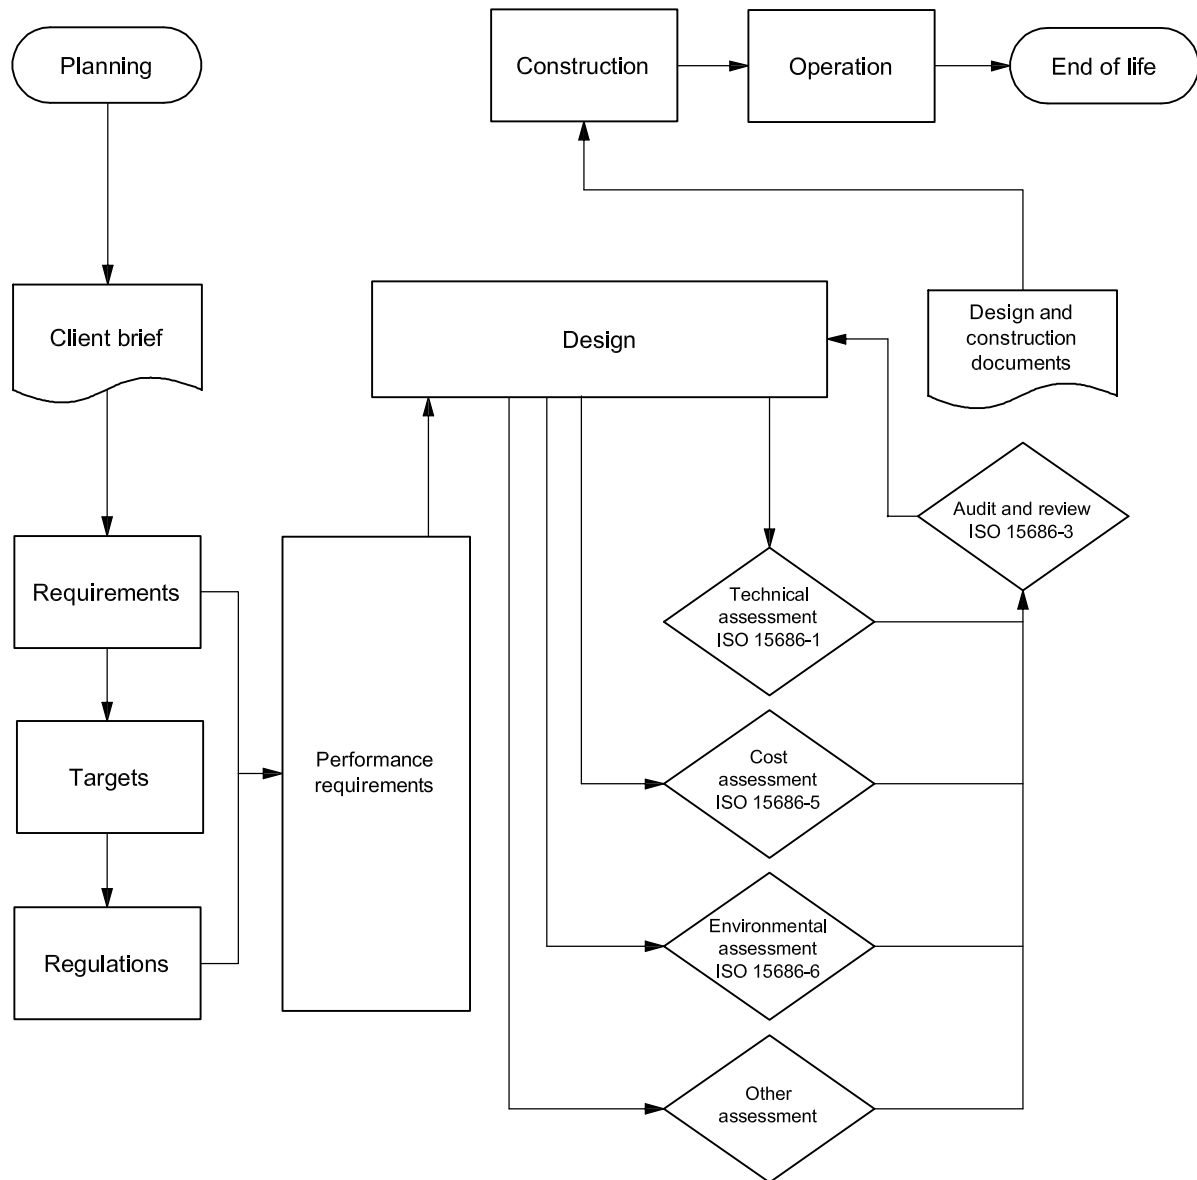 Planning
Construction
Operation
End of life
Client brief
Design
Design and
construction
documents
Audit and review
ISO 15686-3
Requirements
Technical
assessment
ISO 15686-1
Targets
Performance
requirements
Cost
assessment
ISO 15686-5
Regulations
Environmental
assessment
ISO 15686-6
Other
assessment